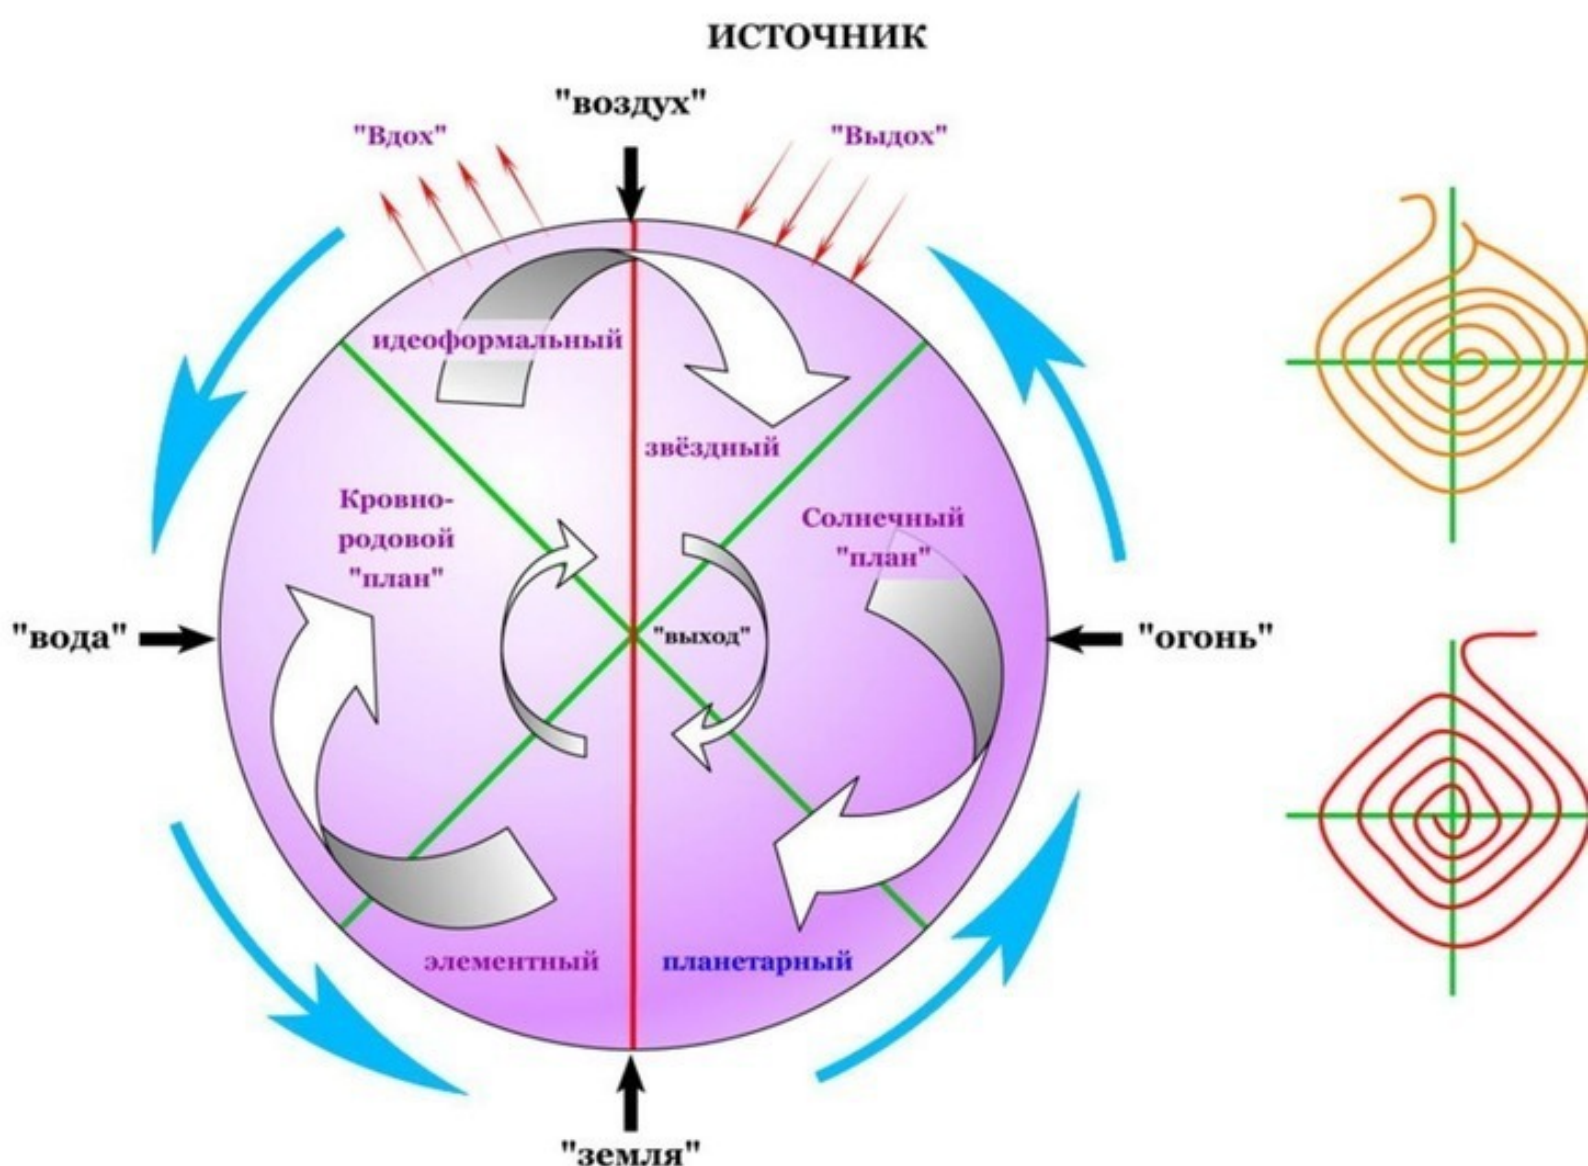 ИСТОЧНИК
"воздух"
"Вдох"
"Выдох"
идеоформальный
звёздный
Кровно-
родовой
"план"
Солнечный
"план"
"вода"
"выход"
"огонь"
элементный
планетарный
"земля"